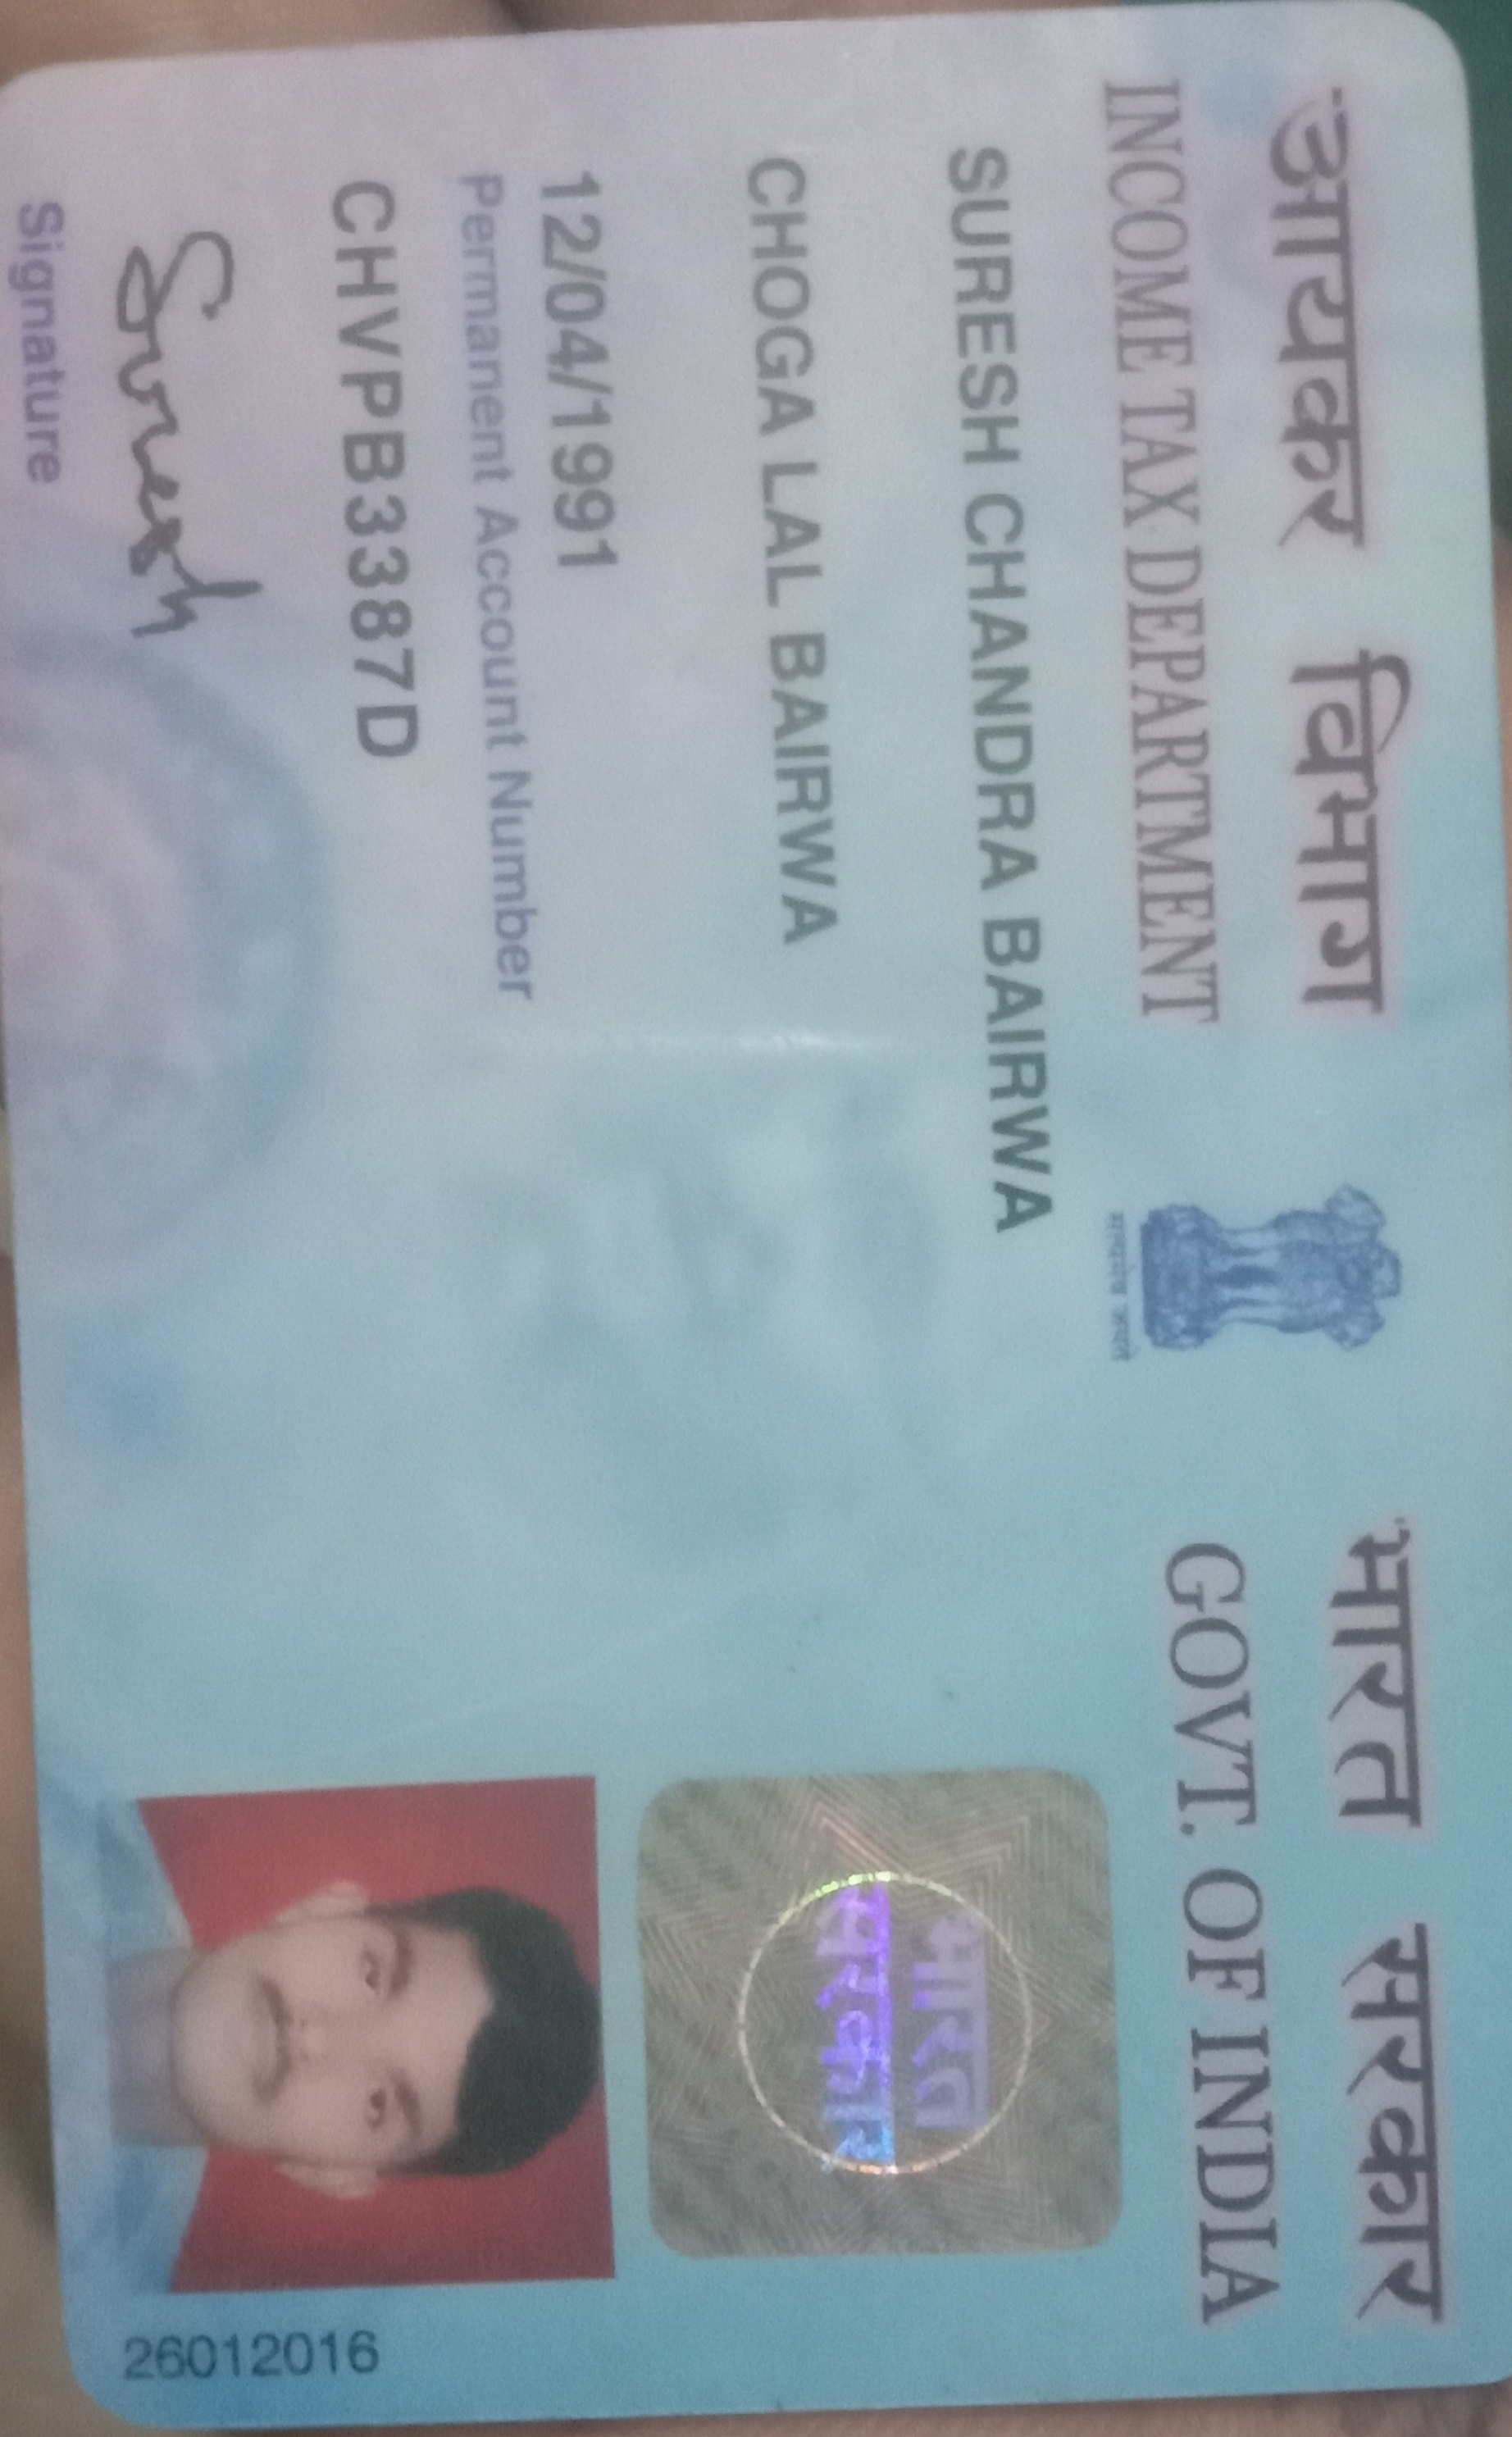 आयकर विभाग
INCOME TAX DEPARTMENT
सत्यमेव जयते
भारत सरकार
GOVT. OF INDIA
SURESH CHANDRA BAIRWA
CHOGA LAL BAIRWA
12/04/1991
Permanent Account Number
CHVPB3387D
Suresh
Signature
भारत
सरकार
26012016